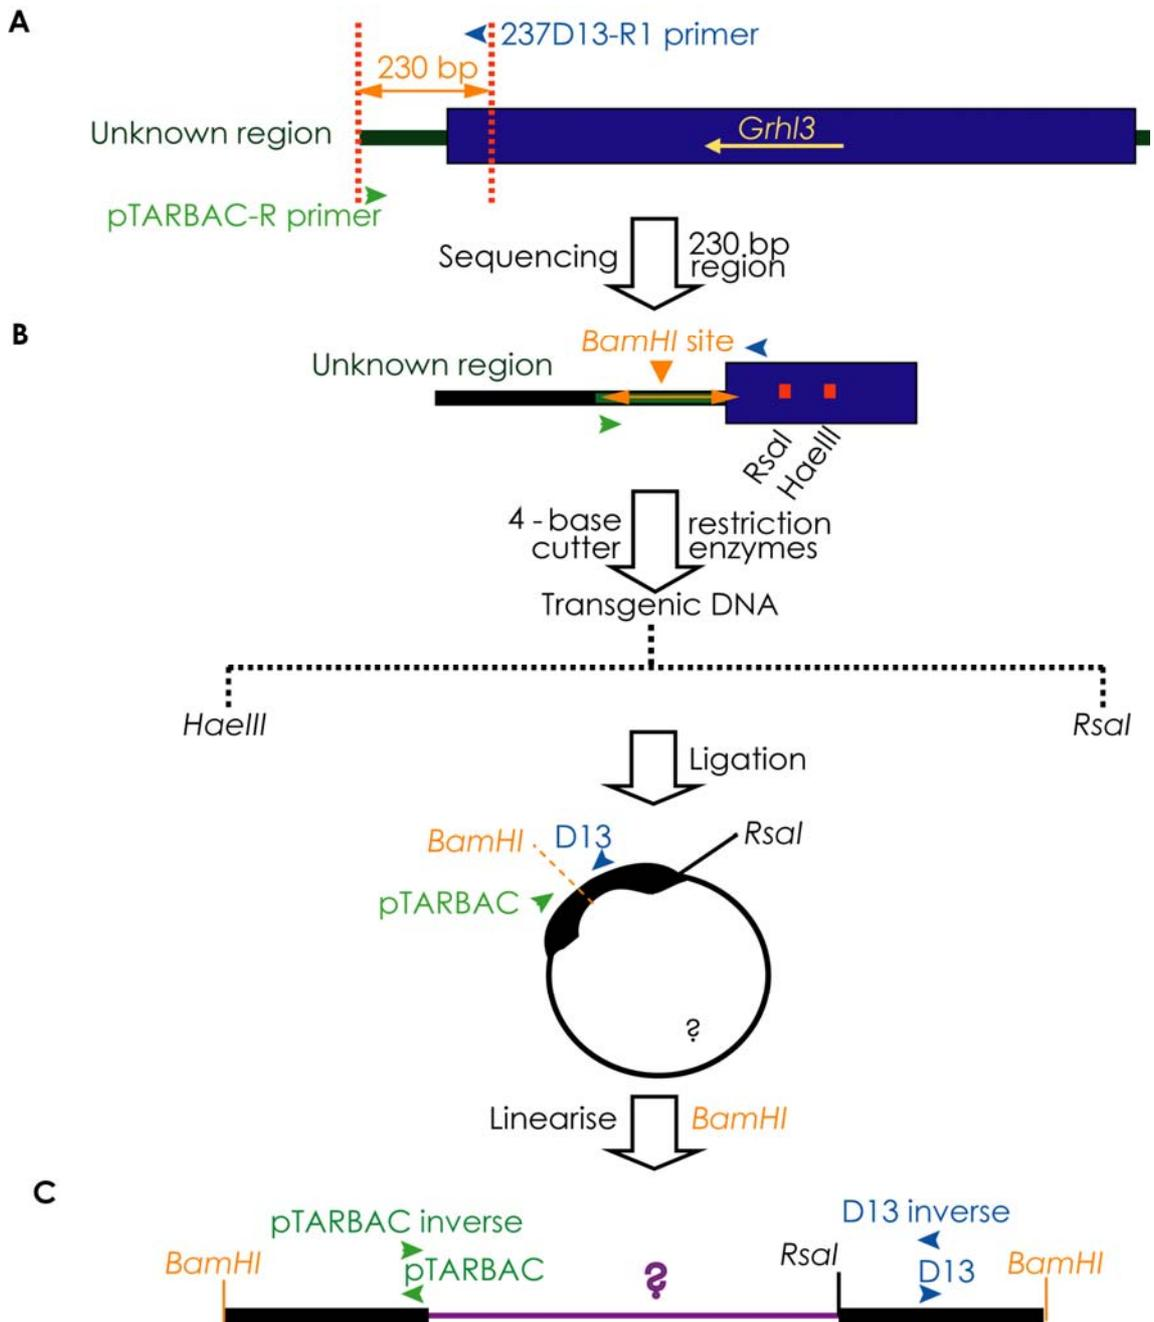 A
237D13-R1 primer
230 bp
Unknown region
Grhl3
pTARBAC-R primer
Sequencing
230 bp
region
B
BamHI site
Unknown region
RsaI
HaeIII
4 - base
cutter
restriction
enzymes
Transgenic DNA
HaeIII
RsaI
Ligation
BamHI
D13
RsaI
pTARBAC
?
Linearise
BamHI
C
pTARBAC inverse
D13 inverse
BamHI
pTARBAC
?
RsaI
D13
BamHI